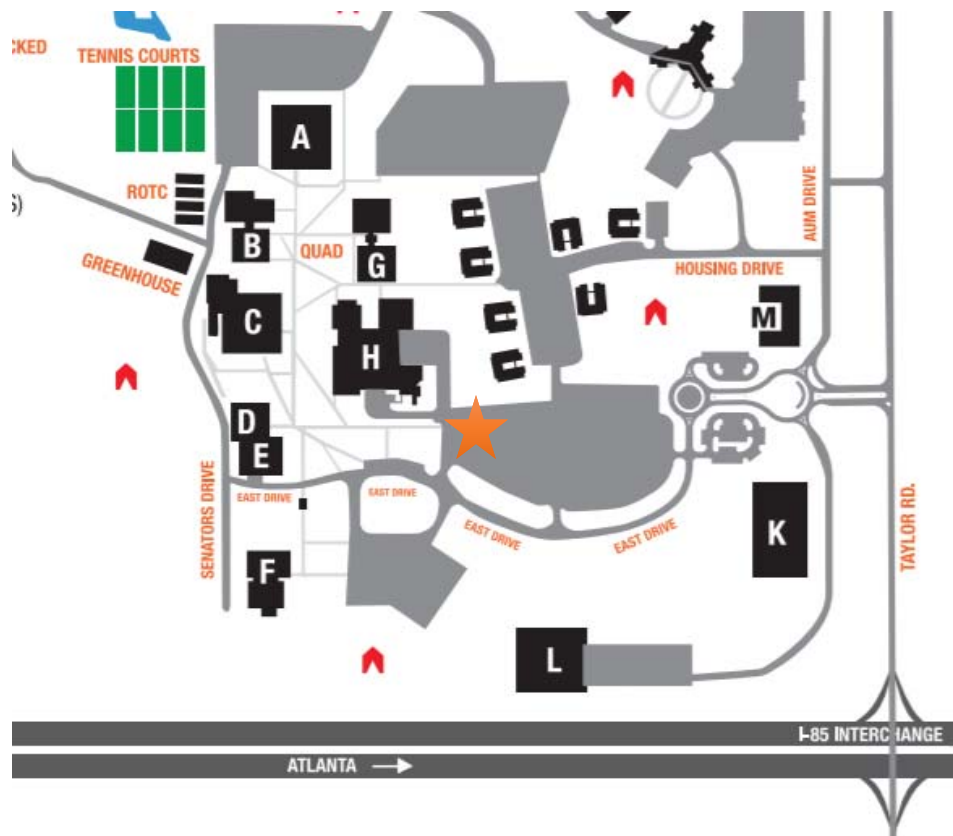 CKED
TENNIS COURTS
A
ROTC
S)
B
QUAD
G
GREENHOUSE
AUM DRIVE
HOUSING DRIVE
C
M
H
D
E
EAST DRIVE
EAST DRIVE
EAST DRIVE
EAST DRIVE
SENATORS DRIVE
K
TAYLOR RD.
F
L
I-85 INTERCHANGE
ATLANTA